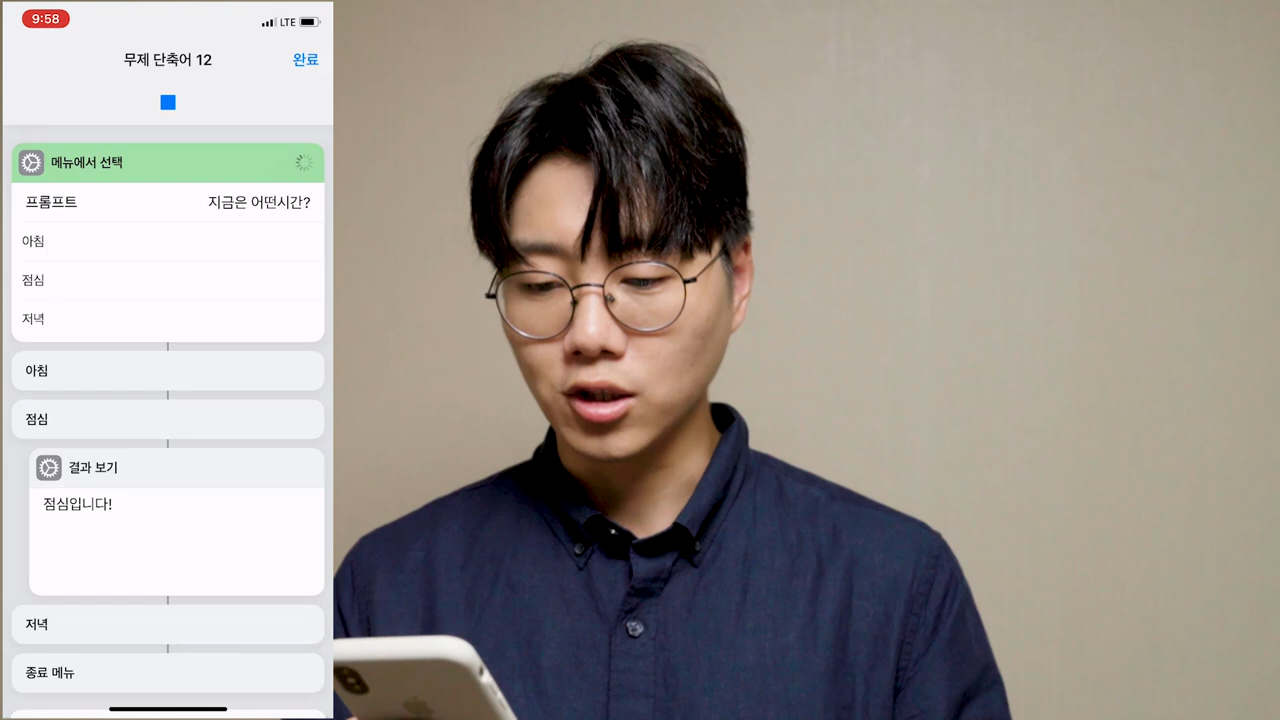 9:58
LTE
무제 단축어 12
완료
메뉴에서 선택
프롬프트 지금은 어떤시간?
아침
점심
저녁
아침
점심
결과 보기
점심입니다!
저녁
종료 메뉴